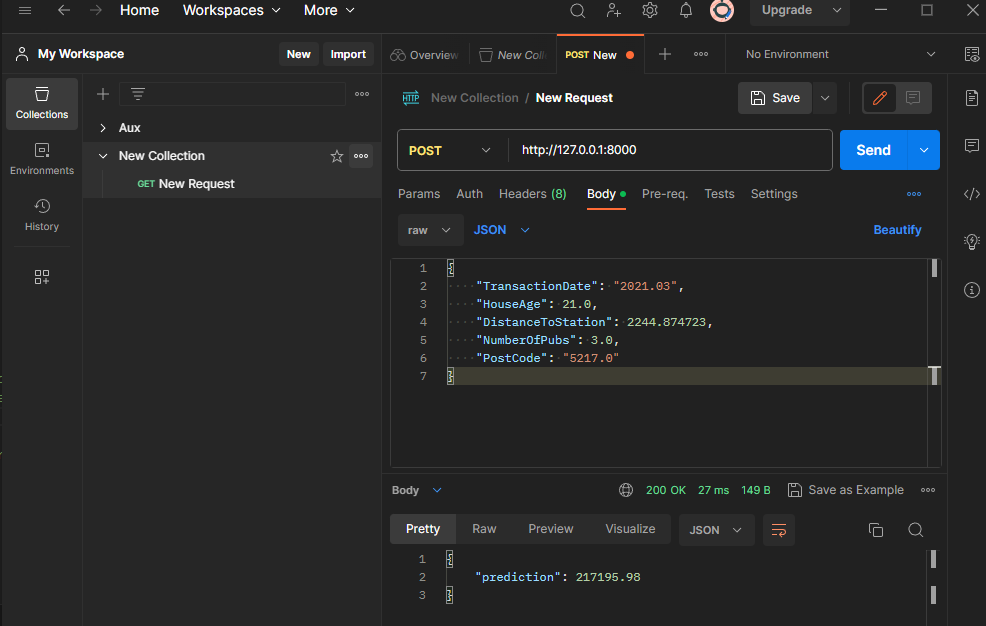 Home Workspaces More Upgrade
My Workspace New Import Overview New Coll POST New No Environment
Collections
Environments
History
Aux
New Collection
GET New Request
HTTP New Collection / New Request Save
POST http://127.0.0.1:8000 Send
Params Auth Headers (8) Body Pre-req. Tests Settings
raw JSON Beautify
1 {
2 ····"TransactionDate":·"2021.03",
3 ····"HouseAge":·21.0,
4 ····"DistanceToStation":·2244.874723,
5 ····"NumberOfPubs":·3.0,
6 ····"PostCode":·"5217.0"
7 }
Body 200 OK 27 ms 149 B Save as Example
Pretty Raw Preview Visualize JSON
1 {
2 "prediction": 217195.98
3 }